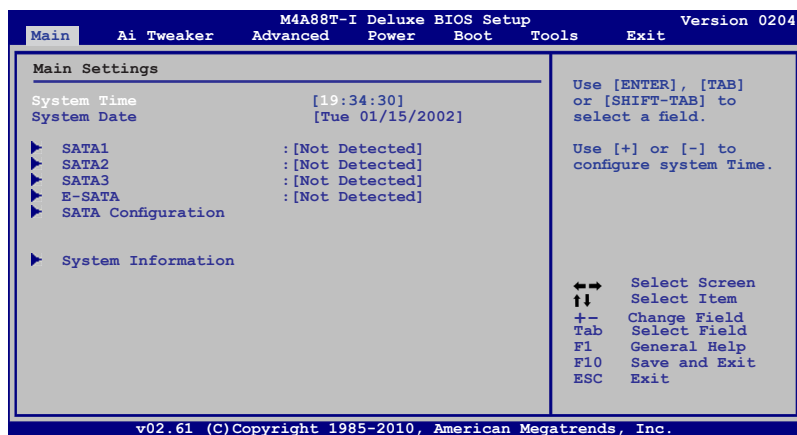 M4A88T-I Deluxe BIOS Setup Version 0204
Main Ai Tweaker Advanced Power Boot Tools Exit
Main Settings
System Time [19:34:30]
System Date [Tue 01/15/2002]
SATA1 :[Not Detected]
SATA2 :[Not Detected]
SATA3 :[Not Detected]
E-SATA :[Not Detected]
SATA Configuration
System Information
Use [ENTER], [TAB]
or [SHIFT-TAB] to
select a field.
Use [+] or [-] to
configure system Time.
←→ Select Screen
↑↓ Select Item
+- Change Field
Tab Select Field
F1 General Help
F10 Save and Exit
ESC Exit
v02.61 (C)Copyright 1985-2010, American Megatrends, Inc.